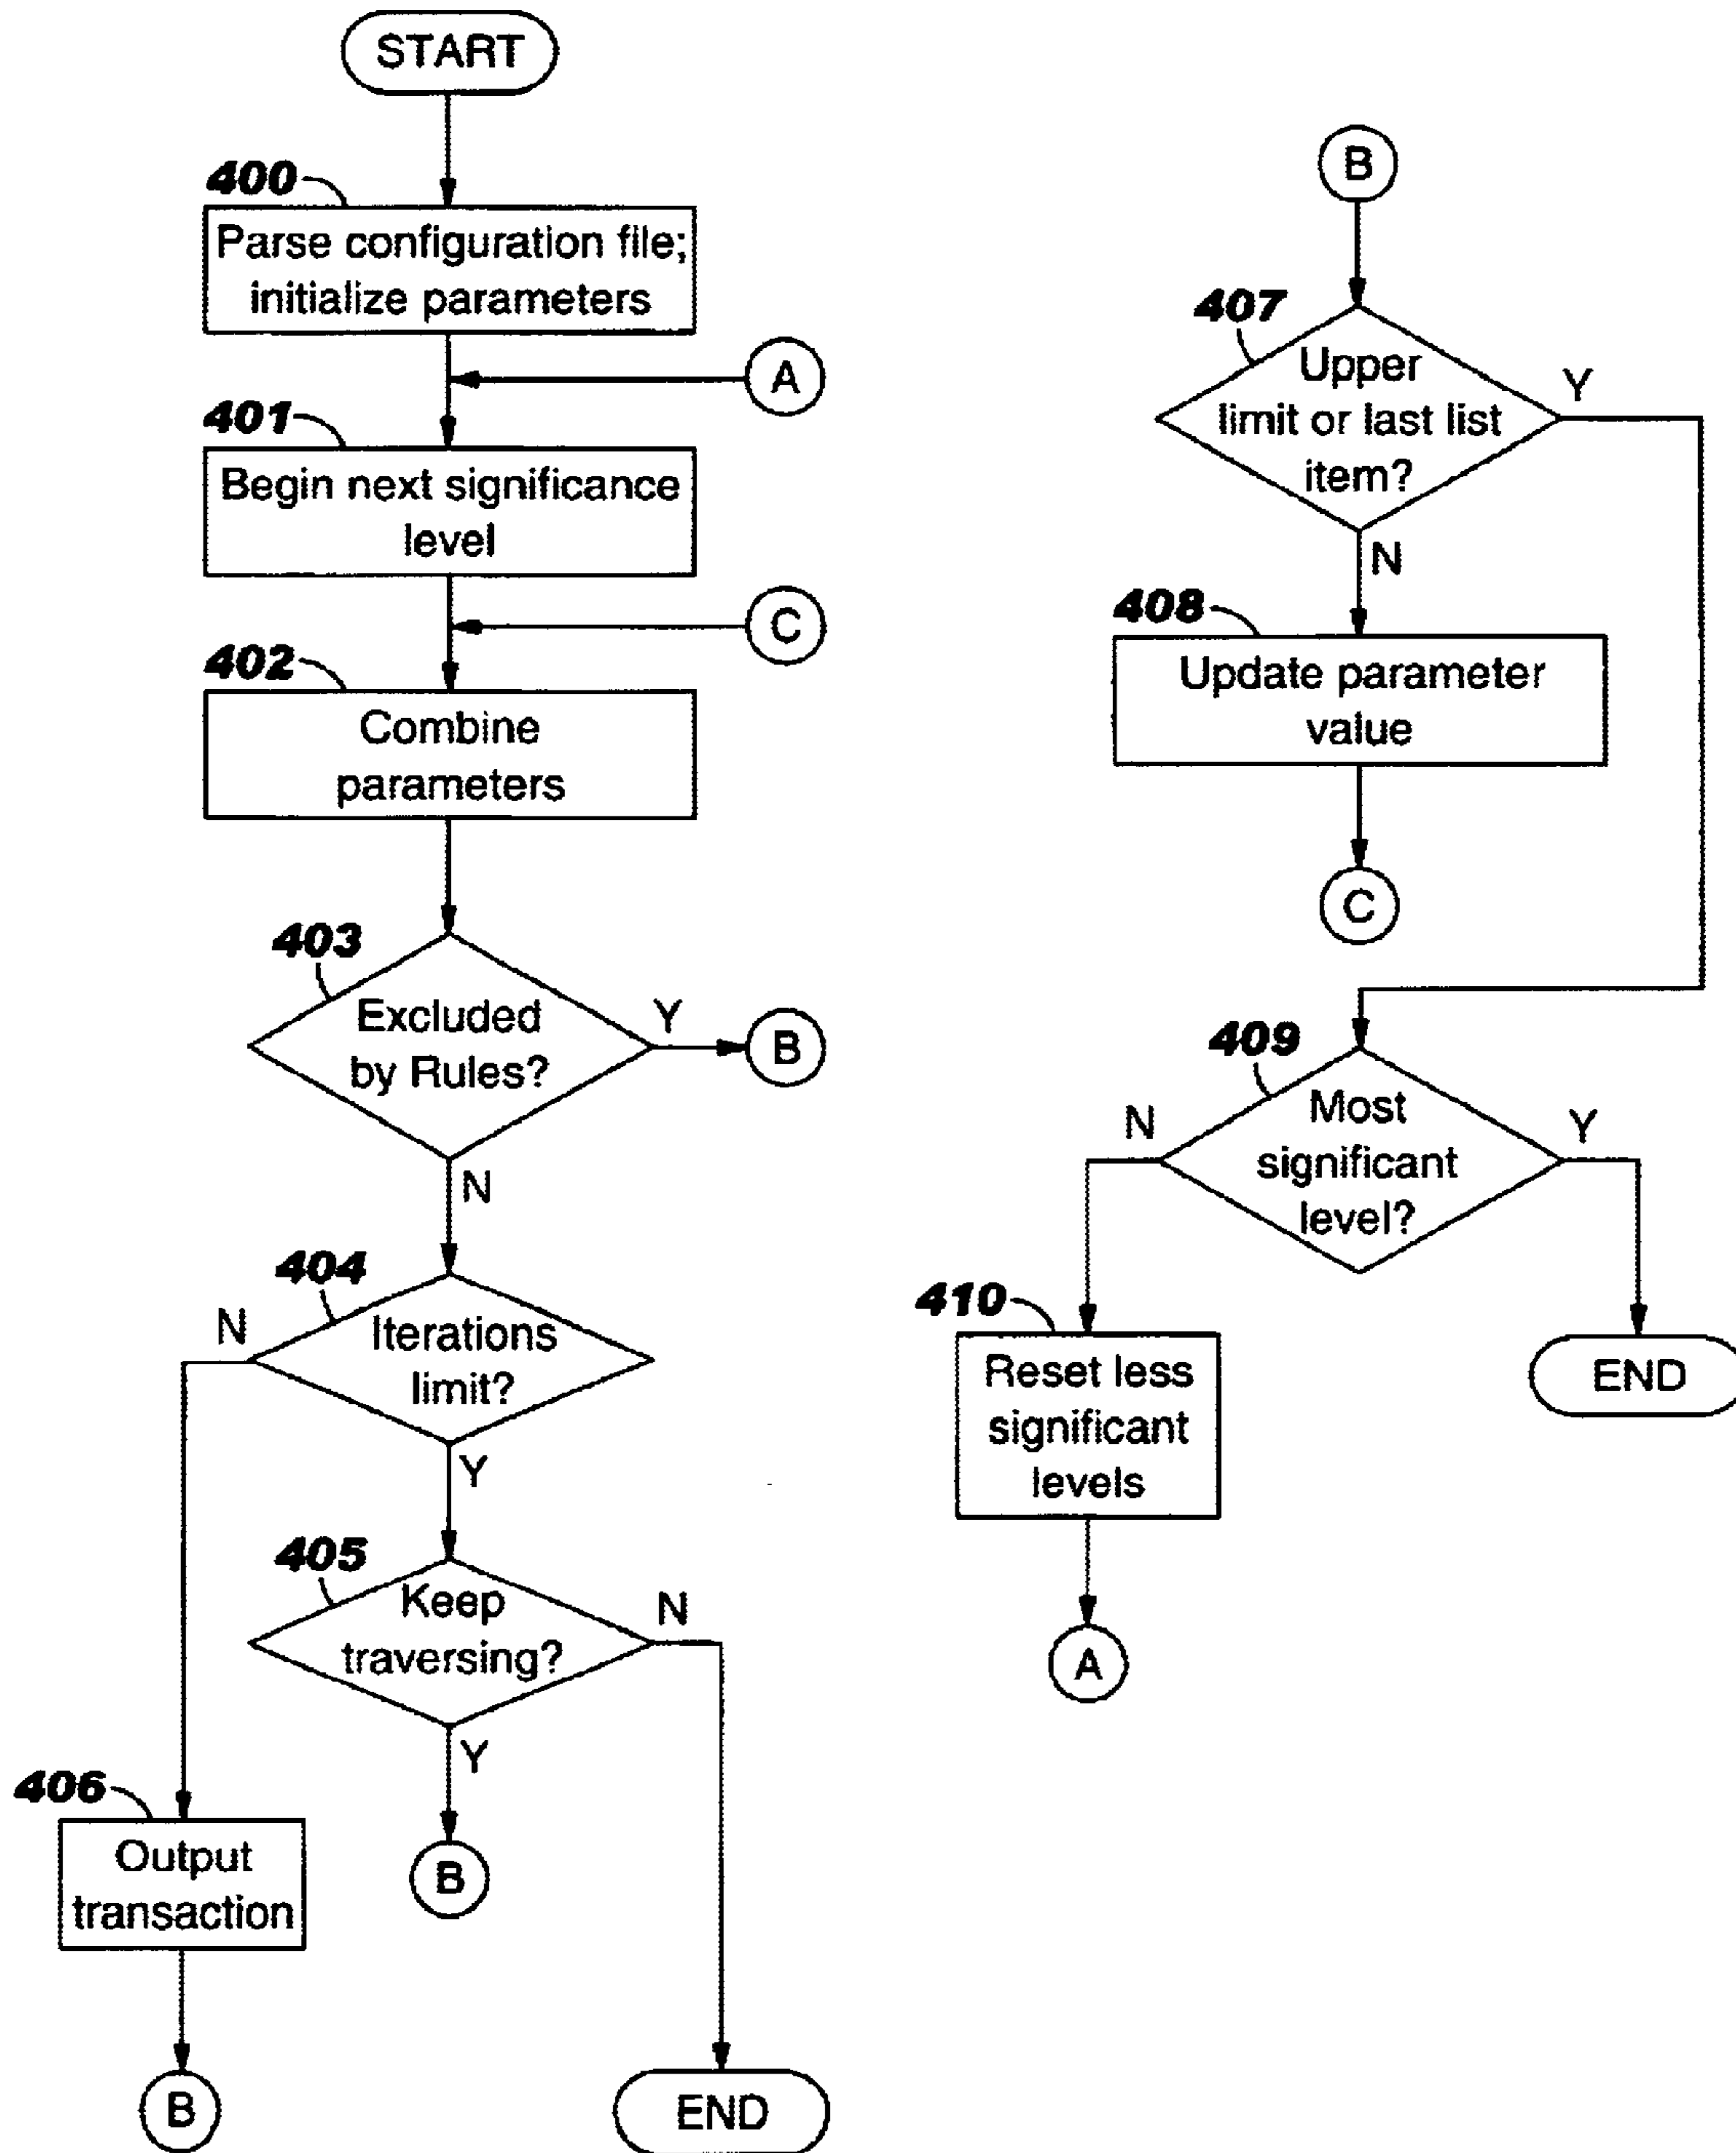 START
400
Parse configuration file;
initialize parameters
A
401
Begin next significance
level
C
402
Combine
parameters
403
Excluded
by Rules?
Y
B
N
404
N
Iterations
limit?
Y
405
Keep
traversing?
N
Y
B
406
Output
transaction
B
END
B
407
Upper
limit or last list
item?
Y
N
408
Update parameter
value
C
409
Most
significant
level?
N
Y
410
Reset less
significant
levels
END
A